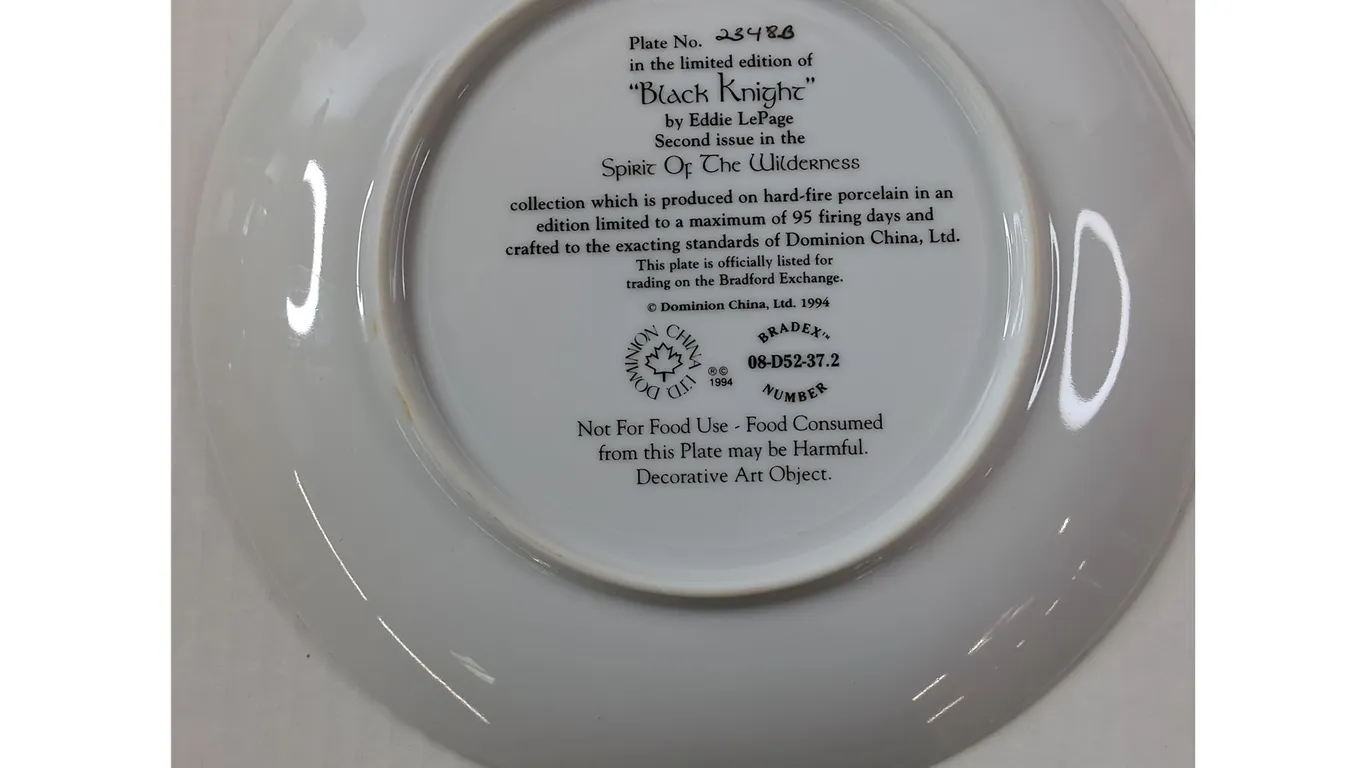 Plate No. 2348B
in the limited edition of
“Black Knight”
by Eddie LePage
Second issue in the
Spirit Of The Wilderness
collection which is produced on hard-fire porcelain in an
edition limited to a maximum of 95 firing days and
crafted to the exacting standards of Dominion China, Ltd.
This plate is officially listed for
trading on the Bradford Exchange.
© Dominion China, Ltd. 1994
DOMINION CHINA LTD.
®©
1994
BRADEX™
08-D52-37.2
NUMBER
Not For Food Use - Food Consumed
from this Plate may be Harmful.
Decorative Art Object.